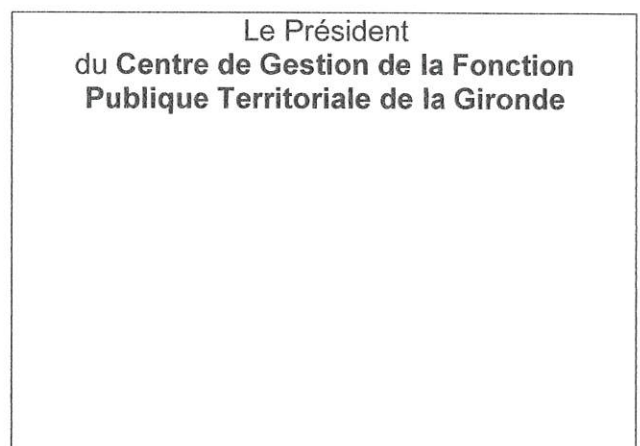 Le Président
du Centre de Gestion de la Fonction
Publique Territoriale de la Gironde